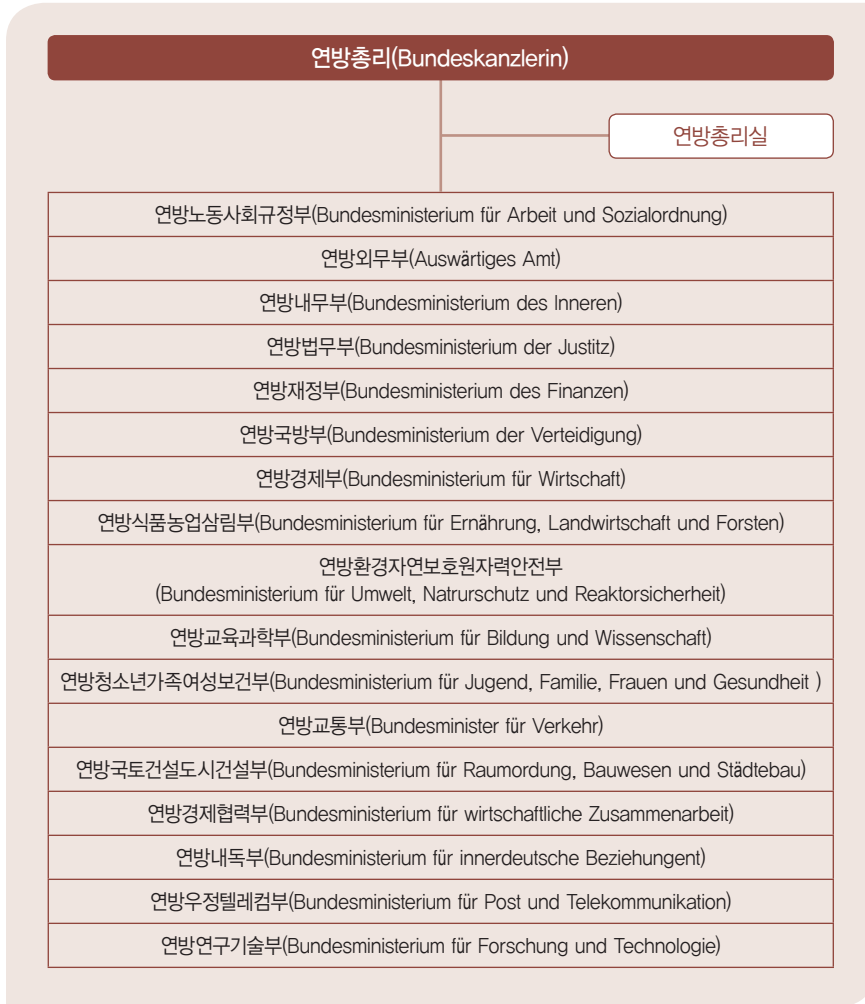 연방총리(Bundeskanzlerin)
연방총리실
연방노동사회규정부(Bundesministerium für Arbeit und Sozialordnung)
연방외무부(Auswärtiges Amt)
연방내무부(Bundesministerium des Inneren)
연방법무부(Bundesministerium der Justitz)
연방재정부(Bundesministerium des Finanzen)
연방국방부(Bundesministerium der Verteidigung)
연방경제부(Bundesministerium für Wirtschaft)
연방식품농업삼림부(Bundesministerium für Ernährung, Landwirtschaft und Forsten)
연방환경자연보호원자력안전부
(Bundesministerium für Umwelt, Natrurschutz und Reaktorsicherheit)
연방교육과학부(Bundesministerium für Bildung und Wissenschaft)
연방청소년가족여성보건부(Bundesministerium für Jugend, Familie, Frauen und Gesundheit )
연방교통부(Bundesminister für Verkehr)
연방국토건설도시건설부(Bundesministerium für Raumordung, Bauwesen und Städtebau)
연방경제협력부(Bundesministerium für wirtschaftliche Zusammenarbeit)
연방내독부(Bundesministerium für innerdeutsche Beziehungent)
연방우정텔레컴부(Bundesministerium für Post und Telekommunikation)
연방연구기술부(Bundesministerium für Forschung und Technologie)